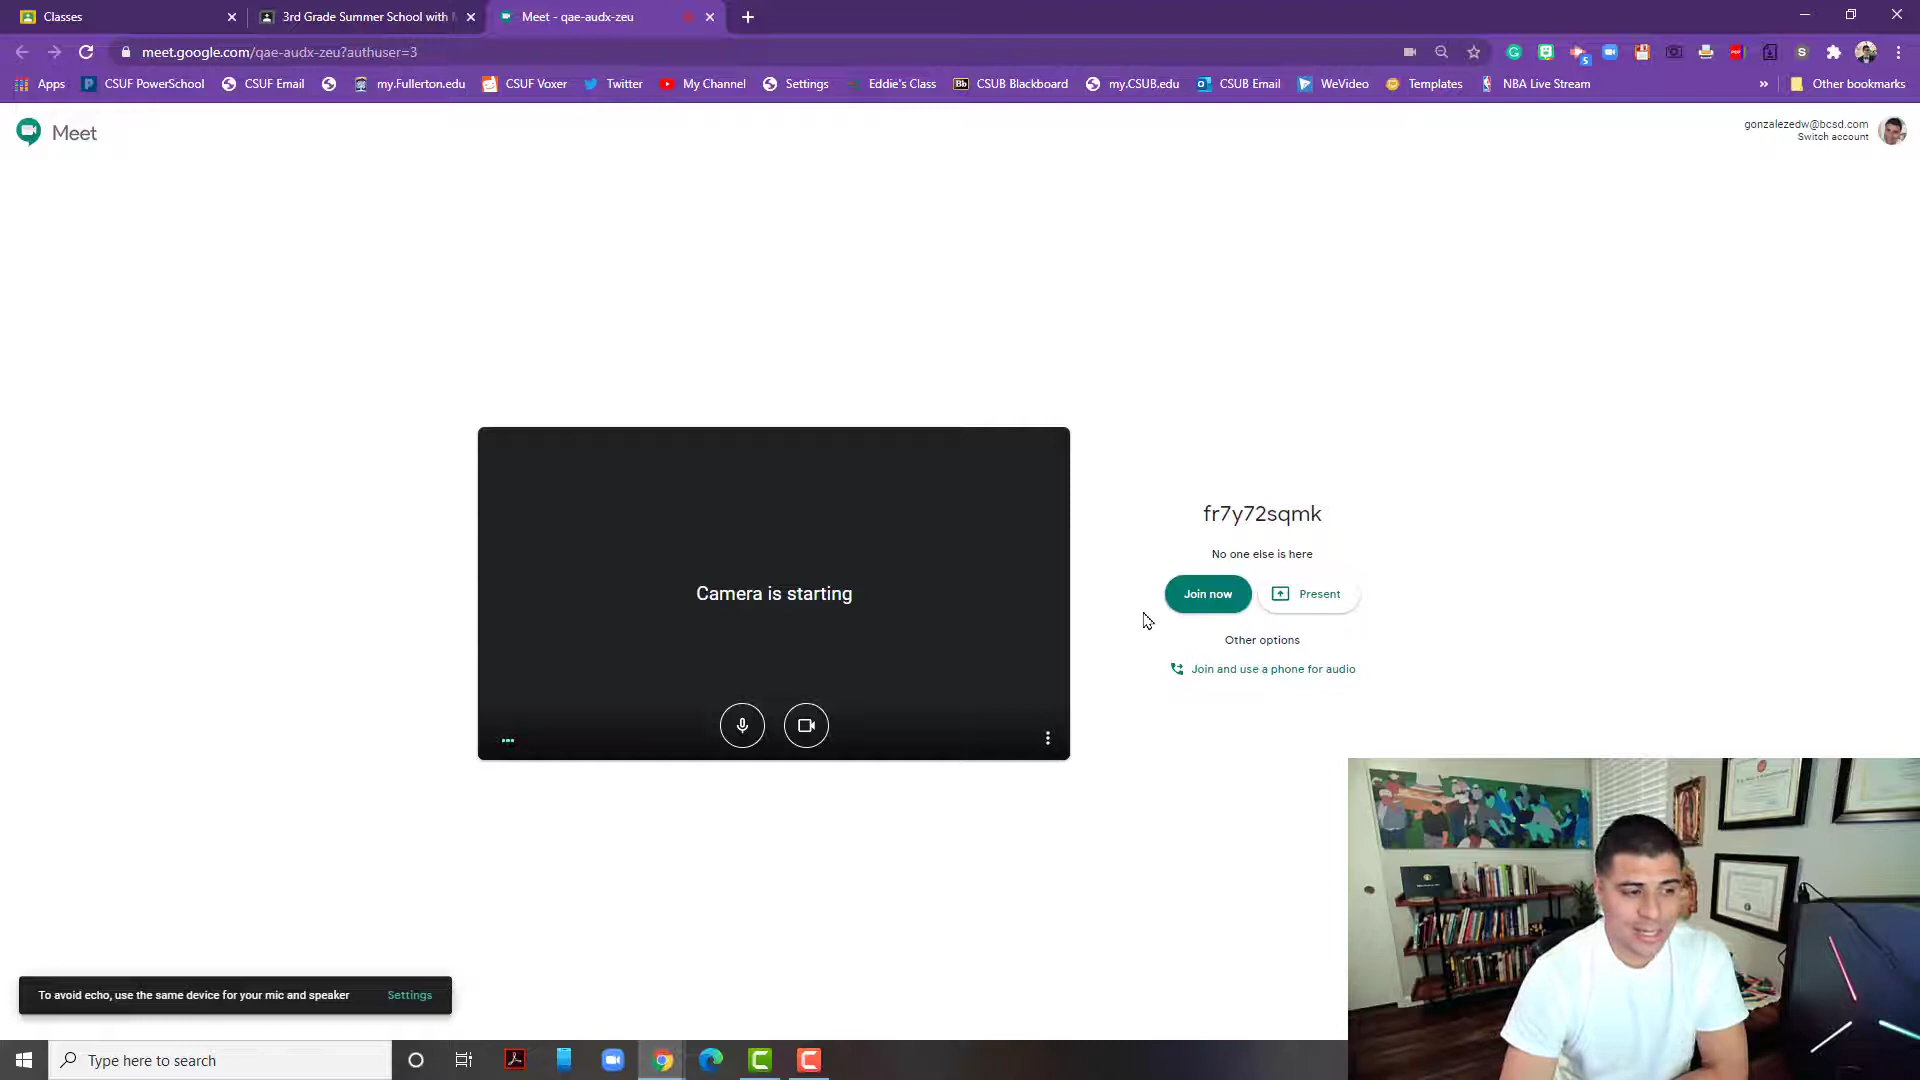 Classes
3rd Grade Summer School with
Meet - qae-audx-zeu
meet.google.com/qae-audx-zeu?authuser=3
Apps
CSUF PowerSchool
CSUF Email
my.Fullerton.edu
CSUF Voxer
Twitter
My Channel
Settings
Eddie's Class
Bb CSUB Blackboard
my.CSUB.edu
CSUB Email
WeVideo
Templates
NBA Live Stream
Other bookmarks
Meet
gonzalezedw@bcsd.com
Switch account
fr7y72sqmk
No one else is here
Camera is starting
Join now
Present
Other options
Join and use a phone for audio
To avoid echo, use the same device for your mic and speaker
Settings
Type here to search